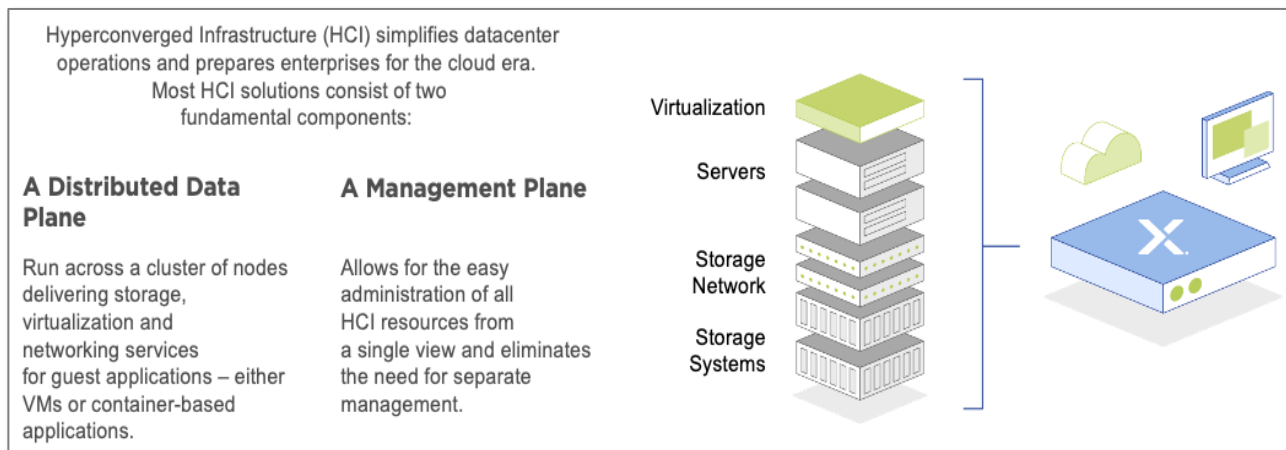 Hyperconverged Infrastructure (HCI) simplifies datacenter
operations and prepares enterprises for the cloud era.
Most HCI solutions consist of two
fundamental components:
A Distributed Data
Plane
Run across a cluster of nodes
delivering storage,
virtualization and
networking services
for guest applications – either
VMs or container-based
applications.
A Management Plane
Allows for the easy
administration of all
HCI resources from
a single view and eliminates
the need for separate
management.
Virtualization
Servers
Storage
Network
Storage
Systems